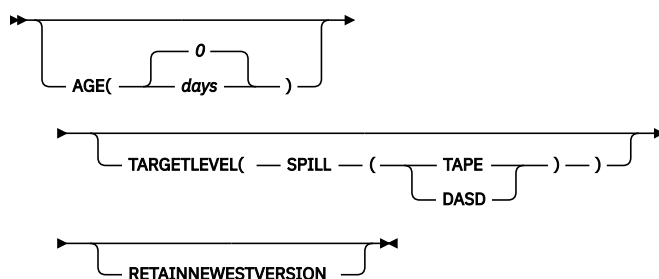 0
AGE( days )
TARGETLEVEL( SPILL ( TAPE ) )
DASD
RETAINNEWESTVERSION